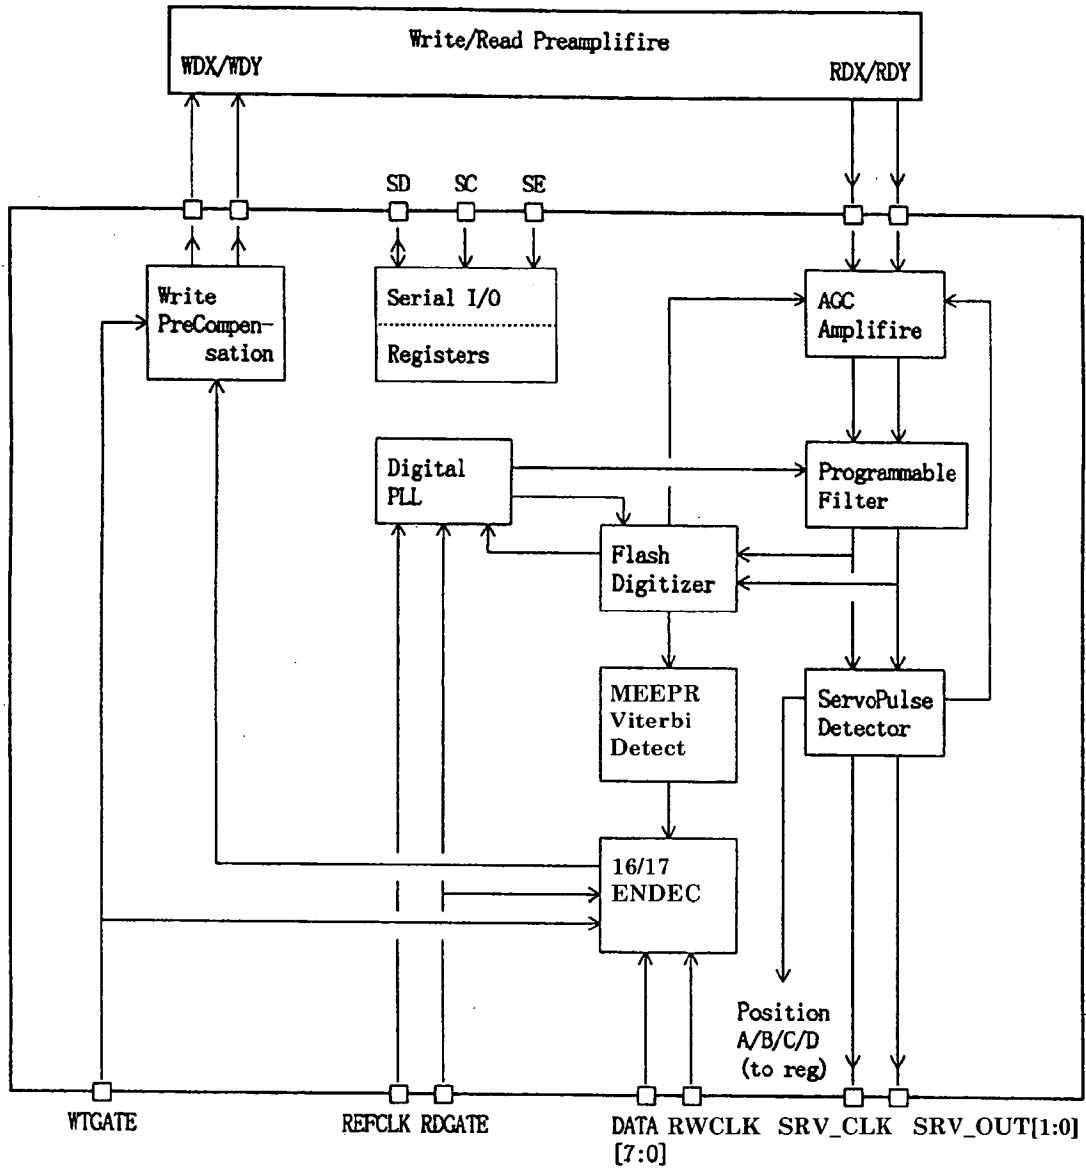 Write/Read Preamplifire
WDX/WDY
RDX/RDY
SD
SC
SE
Write
PreCompen-
sation
Serial I/O
Registers
AGC
Amplifire
Digital
PLL
Programmable
Filter
Flash
Digitizer
MEEPR
Viterbi
Detect
ServoPulse
Detector
16/17
ENDEC
Position
A/B/C/D
(to reg)
WTGATE
REFCLK
RDGATE
DATA
[7:0]
RWCLK
SRV_CLK
SRV_OUT[1:0]